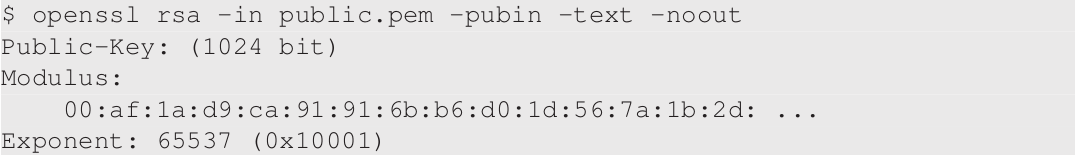 $ openssl rsa -in public.pem -pubin -text -noout
Public-Key: (1024 bit)
Modulus:
    00:af:1a:d9:ca:91:91:6b:b6:d0:1d:56:7a:1b:2d: ...
Exponent: 65537 (0x10001)